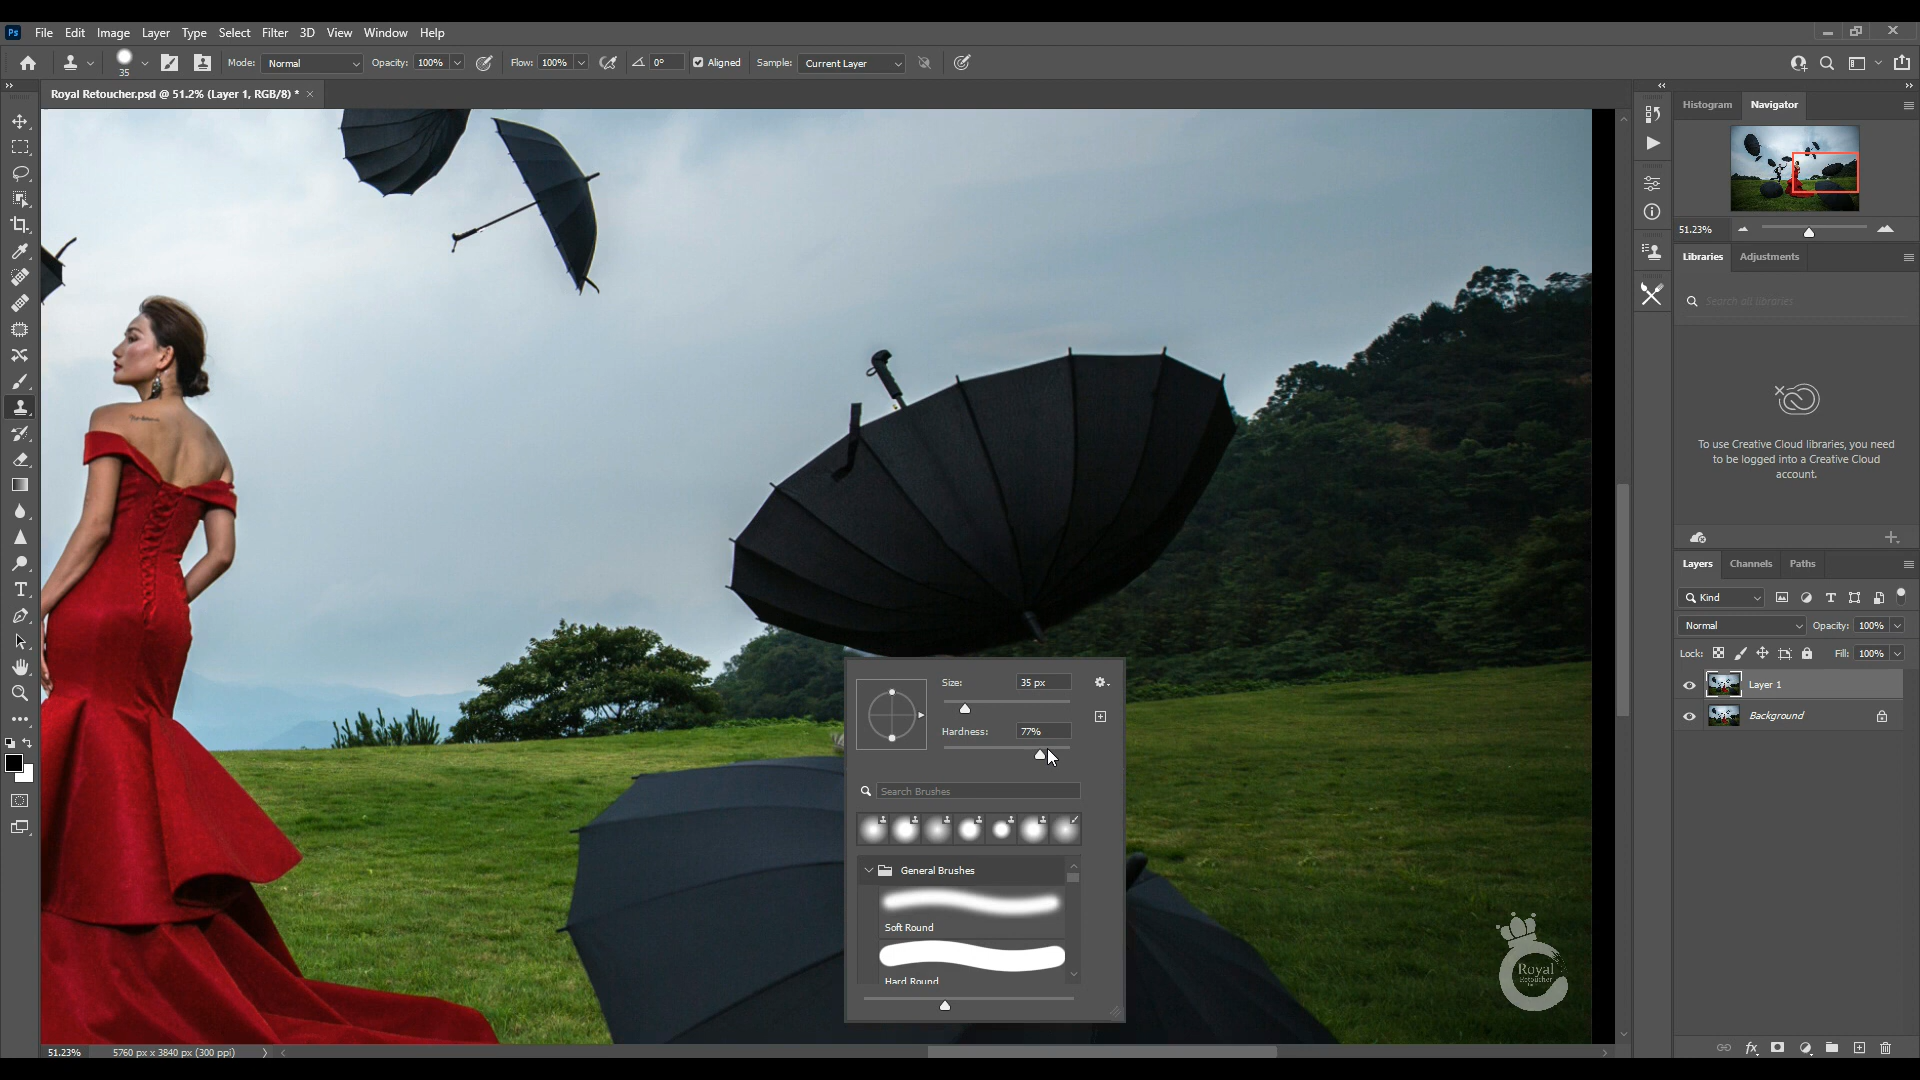 Ps File Edit Image Layer Type Select Filter 3D View Window Help
35 Mode: Normal Opacity: 100% Flow: 100% 0° Aligned Sample: Current Layer
Royal Retoucher.psd @ 51.2% (Layer 1, RGB/8) *
Histogram Navigator
51.23%
Libraries Adjustments
Search all libraries
To use Creative Cloud libraries, you need
to be logged into a Creative Cloud
account.
Layers Channels Paths
Kind
Normal Opacity: 100%
Lock: Fill: 100%
Layer 1
Background
Size: 35 px
Hardness: 77%
Search Brushes
General Brushes
Soft Round
Hard Round
Royal
Retoucher
51.23% 5760 px x 3840 px (300 ppi)